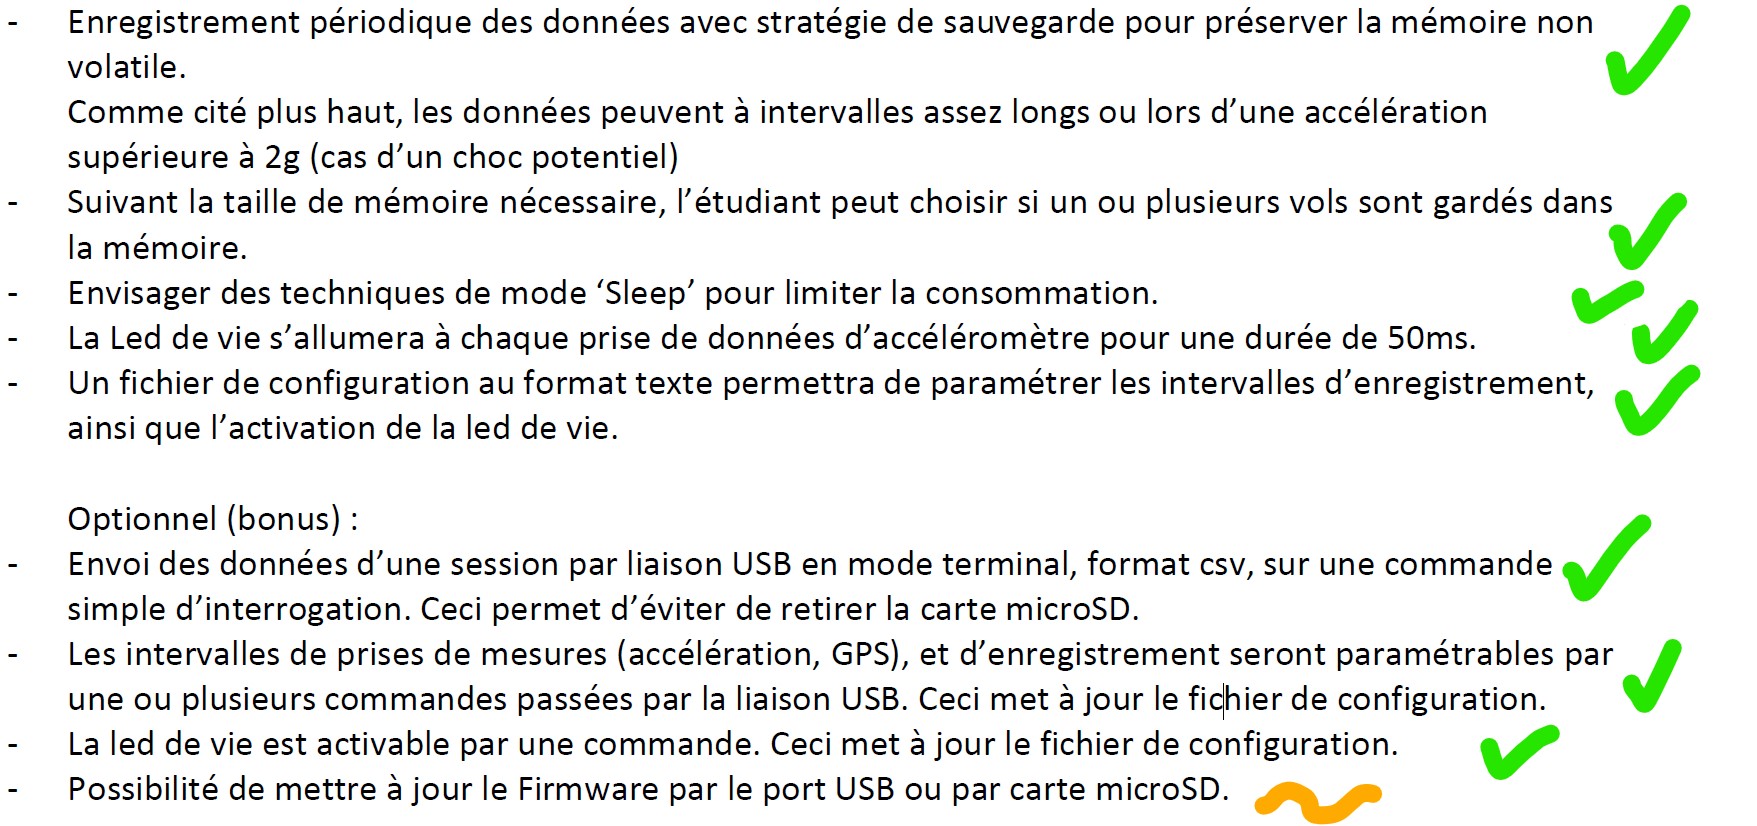 - Enregistrement périodique des données avec stratégie de sauvegarde pour préserver la mémoire non
volatile.
Comme cité plus haut, les données peuvent à intervalles assez longs ou lors d’une accélération
supérieure à 2g (cas d’un choc potentiel)
- Suivant la taille de mémoire nécessaire, l’étudiant peut choisir si un ou plusieurs vols sont gardés dans
la mémoire.
- Envisager des techniques de mode ‘Sleep’ pour limiter la consommation.
- La Led de vie s’allumera à chaque prise de données d’accéléromètre pour une durée de 50ms.
- Un fichier de configuration au format texte permettra de paramétrer les intervalles d’enregistrement,
ainsi que l’activation de la led de vie.
Optionnel (bonus) :
- Envoi des données d’une session par liaison USB en mode terminal, format csv, sur une commande
simple d’interrogation. Ceci permet d’éviter de retirer la carte microSD.
- Les intervalles de prises de mesures (accélération, GPS), et d’enregistrement seront paramétrables par
une ou plusieurs commandes passées par la liaison USB. Ceci met à jour le fichier de configuration.
- La led de vie est activable par une commande. Ceci met à jour le fichier de configuration.
- Possibilité de mettre à jour le Firmware par le port USB ou par carte microSD.